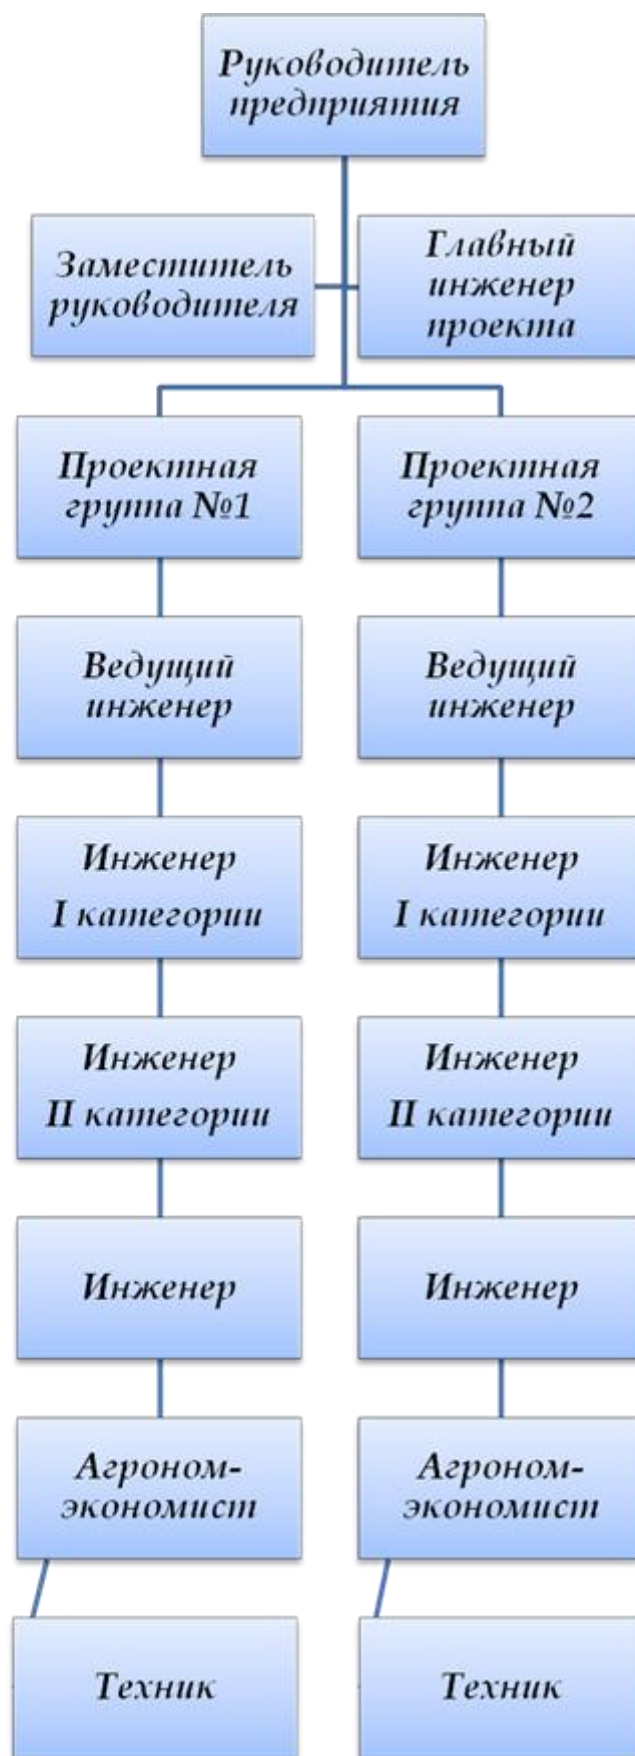 Руководитель
предприятия
Заместитель
руководителя
Главный
инженер
проекта
Проектная
группа №1
Проектная
группа №2
Ведущий
инженер
Ведущий
инженер
Инженер
I категории
Инженер
I категории
Инженер
II категории
Инженер
II категории
Инженер
Инженер
Агроном-
экономист
Агроном-
экономист
Техник
Техник